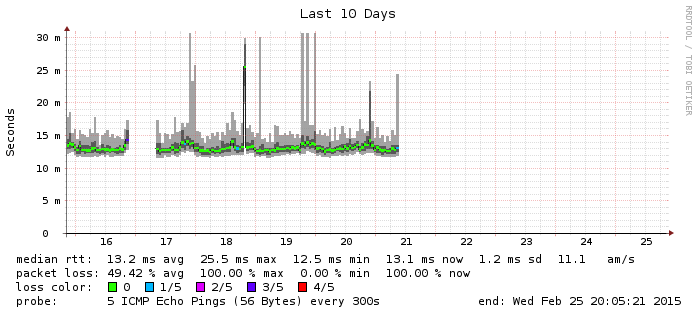 Last 10 Days
RRDTOOL / TOBI OETIKER
Seconds
30 m
25 m
20 m
15 m
10 m
5 m
0
16 17 18 19 20 21 22 23 24 25
median rtt: 13.2 ms avg 25.5 ms max 12.5 ms min 13.1 ms now 1.2 ms sd 11.1 am/s
packet loss: 49.42 % avg 100.00 % max 0.00 % min 100.00 % now
loss color: 0 1/5 2/5 3/5 4/5
probe: 5 ICMP Echo Pings (56 Bytes) every 300s end: Wed Feb 25 20:05:21 2015